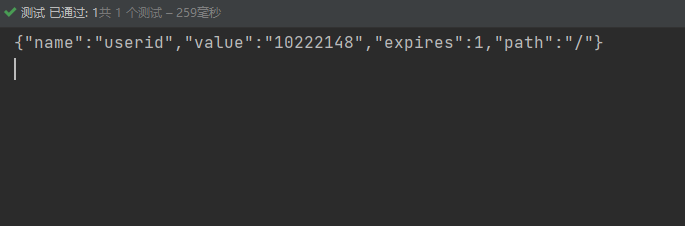 测试 已通过: 1共 1 个测试 – 259毫秒
{"name":"userid","value":"10222148","expires":1,"path":"/"}